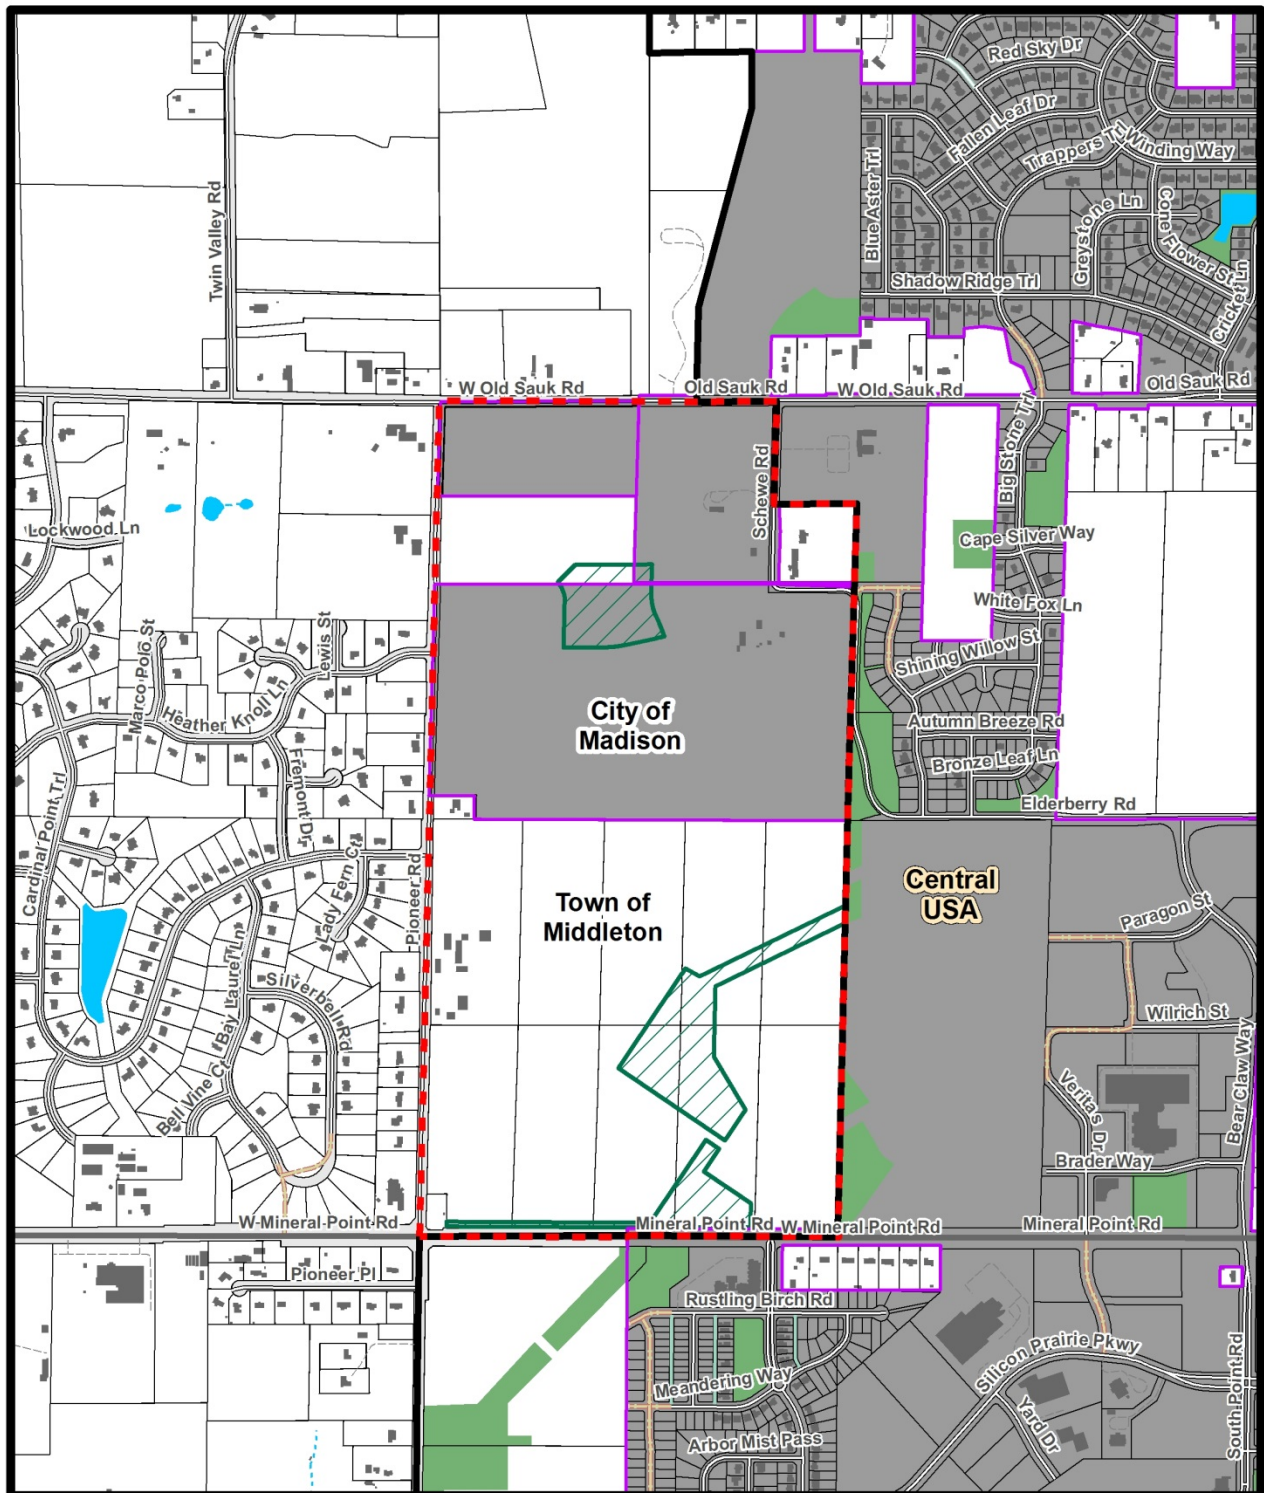 Red Sky Dr
Fallen Leaf Dr
Trappers Trl
Winding Way
Twin Valley Rd
Blue Aster Trl
Greystone Ln
Cone
Flower St
Cricket Ln
Shadow Ridge Trl
W Old Sauk Rd
Old Sauk Rd
W Old Sauk Rd
Old Sauk Rd
Schewe Rd
Big Stone Trl
Lockwood Ln
Cape Silver Way
White Fox Ln
Marco Polo St
Lewis St
Heather Knoll Ln
Shining Willow St
City of
Madison
Autumn Breeze Rd
Bronze Leaf Ln
Fremont Dr
Cardinal Point Trl
Elderberry Rd
Lady Fern Ct
Pioneer Rd
Town of
Middleton
Central
USA
Paragon St
Bay Laurel Ln
Silverbell Rd
Wilrich St
Bell Vine Ct
Veritas Dr
Bear Claw Way
Brader Way
W Mineral Point Rd
Mineral Point Rd
W Mineral Point Rd
Mineral Point Rd
Pioneer Pl
Rustling Birch Rd
Silicon Prairie Pkwy
Meandering Way
Yard Dr
South Point Rd
Arbor Mist Pass